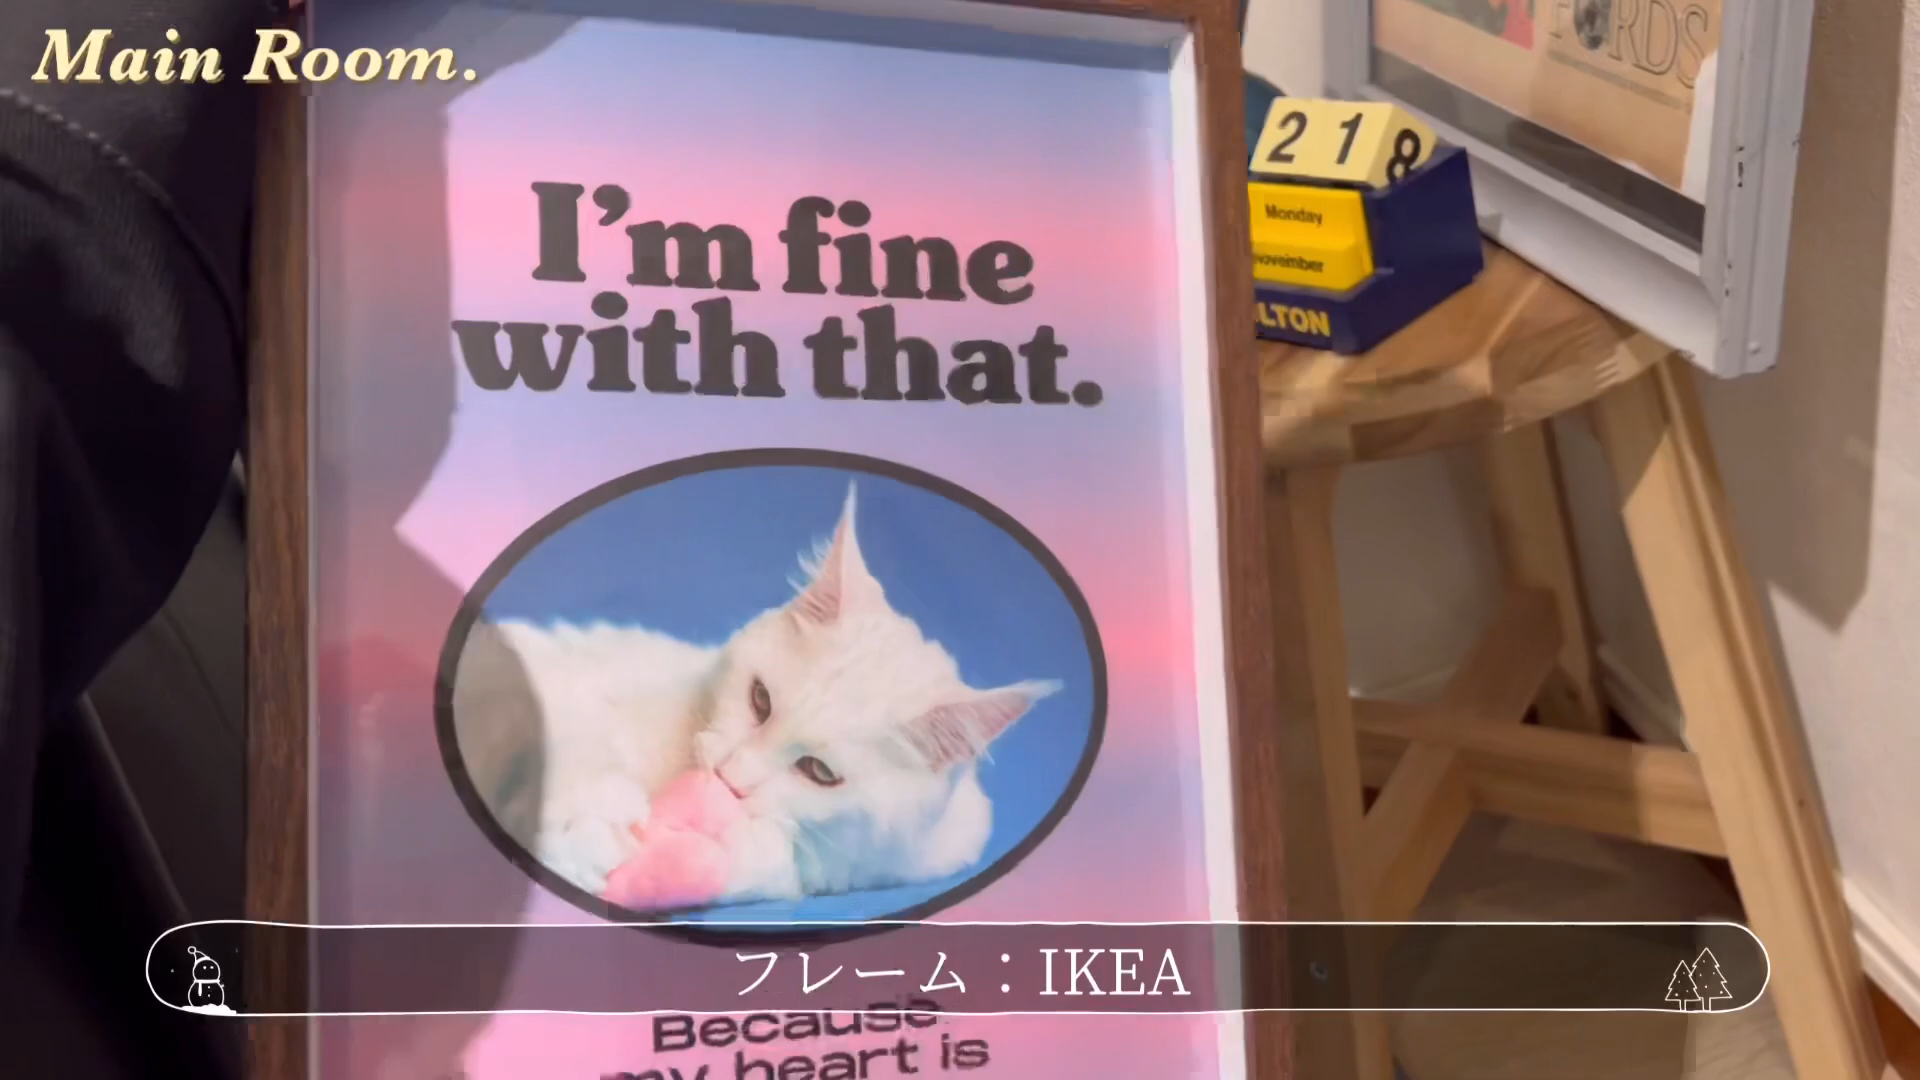 Main Room.
I'm fine
with that.
2 1 8
Monday
november
LTON
フレーム：IKEA
Because
my heart is